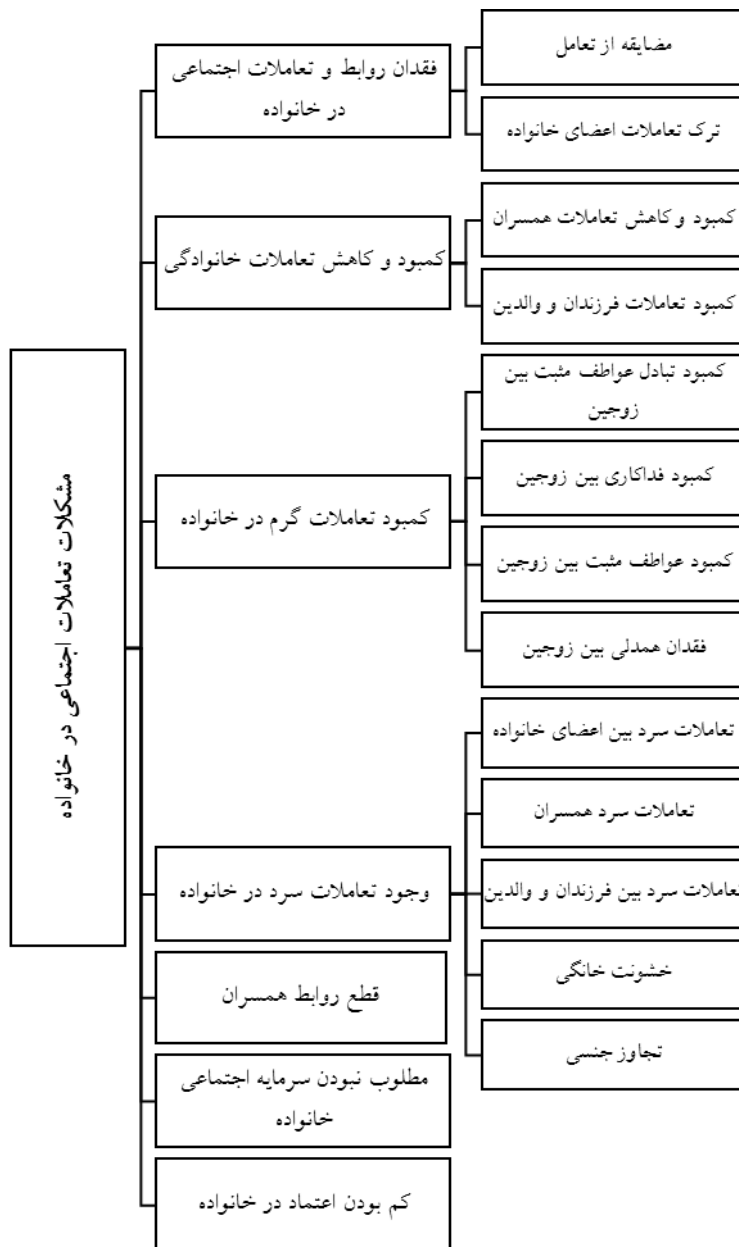 مشکلات تعاملات اجتماعی در خانواده
فقدان روابط و تعاملات اجتماعی
در خانواده
مضایقه از تعامل
ترک تعاملات اعضای خانواده
کمبود و کاهش تعاملات خانوادگی
کمبود و کاهش تعاملات همسران
کمبود تعاملات فرزندان و والدین
کمبود تعاملات گرم در خانواده
کمبود تبادل عواطف مثبت بین
زوجین
کمبود فداکاری بین زوجین
کمبود عواطف مثبت بین زوجین
فقدان همدلی بین زوجین
وجود تعاملات سرد در خانواده
تعاملات سرد بین اعضای خانواده
تعاملات سرد همسران
تعاملات سرد بین فرزندان و والدین
خشونت خانگی
تجاوز جنسی
قطع روابط همسران
مطلوب نبودن سرمایه اجتماعی
خانواده
کم بودن اعتماد در خانواده